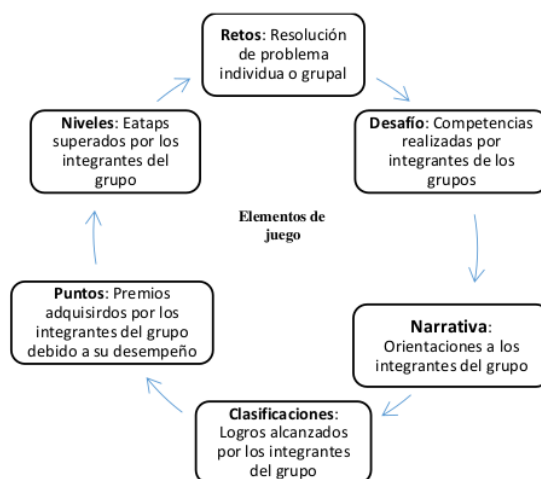 Retos: Resolución
de problema
individua o grupal
Desafío: Competencias
realizadas por
integrantes de los
grupos
Narrativa:
Orientaciones a los
integrantes del grupo
Clasificaciones:
Logros alcanzados
por los integrantes
del grupo
Puntos: Premios
adquisirdos por los
integrantes del grupo
debido a su desempeño
Niveles: Eataps
superados por los
integrantes del
grupo
Elementos de
juego